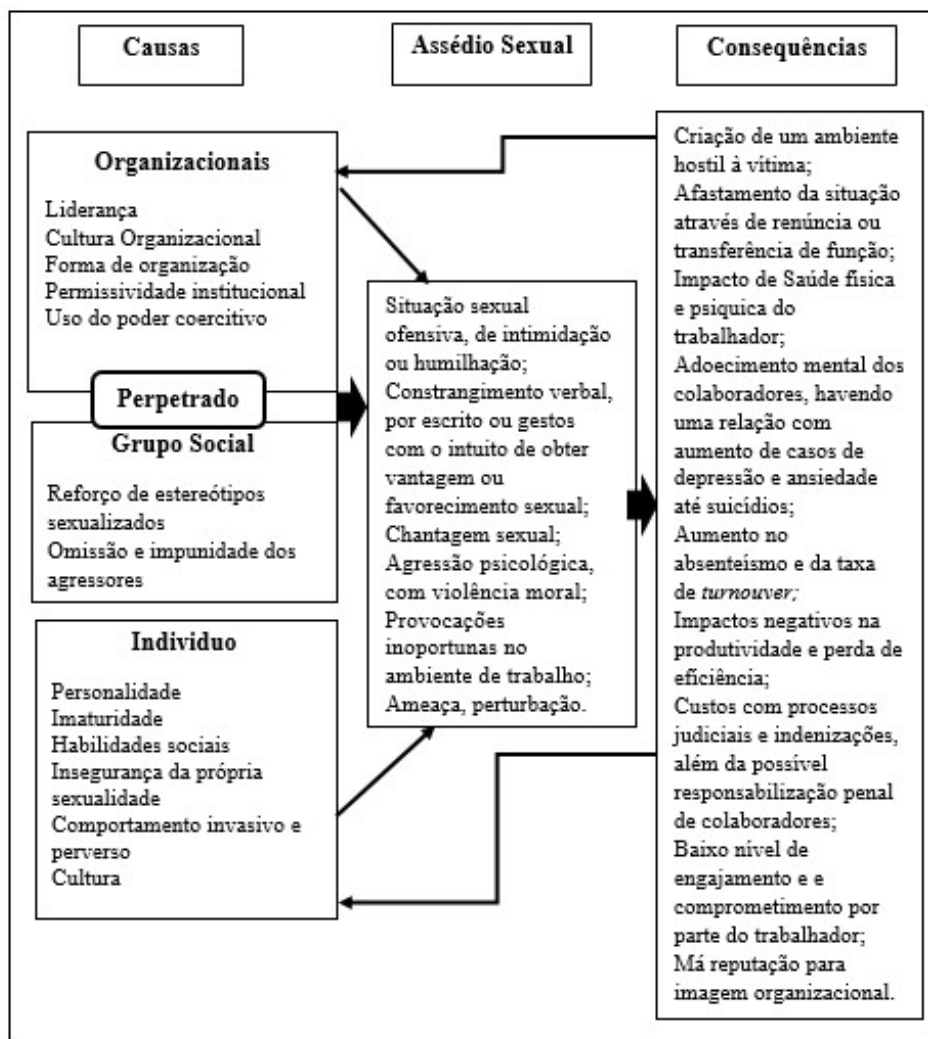 Causas
Assédio Sexual
Consequências
Organizacionais
Liderança
Cultura Organizacional
Forma de organização
Permissividade institucional
Uso do poder coercitivo
Perpetrado
Grupo Social
Reforço de estereótipos
sexualizados
Omissão e impunidade dos
agressores
Individuo
Personalidade
Imaturidade
Habilidades sociais
Insegurança da própria
sexualidade
Comportamento invasivo e
perverso
Cultura
Situação sexual
ofensiva, de intimidação
ou humilhação;
Constrangimento verbal,
por escrito ou gestos
com o intuito de obter
vantagem ou
favorecimento sexual;
Chantagem sexual;
Agressão psicológica,
com violência moral;
Provocações
inoportunas no
ambiente de trabalho;
Ameaça, perturbação.
Criação de um ambiente
hostil à vítima;
Afastamento da situação
através de renúncia ou
transferência de função;
Impacto de Saúde física
e psiquica do
trabalhador;
Adoecimento mental dos
colaboradores, havendo
uma relação com
aumento de casos de
depressão e ansiedade
até suicídios;
Aumento no
absenteísmo e da taxa
de turnouver;
Impactos negativos na
produtividade e perda de
eficiência;
Custos com processos
judiciais e indenizações,
além da possível
responsabilização penal
de colaboradores;
Baixo nível de
engajamento e e
comprometimento por
parte do trabalhador;
Má reputação para
imagem organizacional.